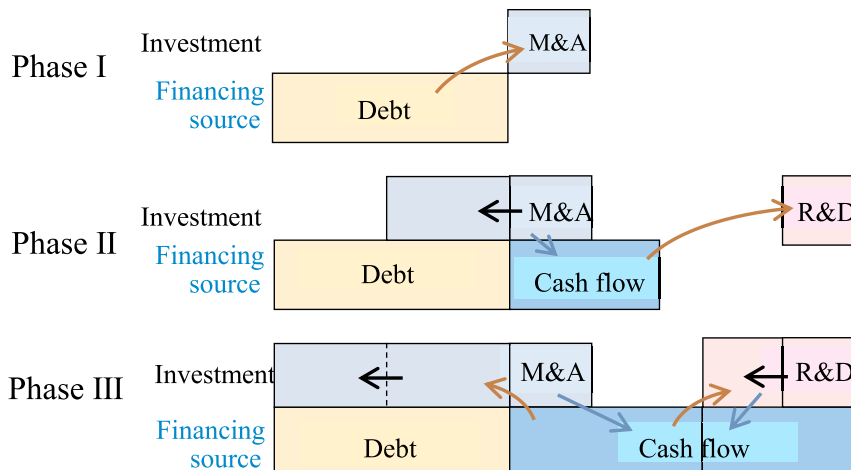 Investment
M&A
Phase I
Financing
source
Debt
Investment
M&A
R&D
Phase II
Financing
source
Debt
Cash flow
Investment
M&A
R&D
Phase III
Financing
source
Debt
Cash flow